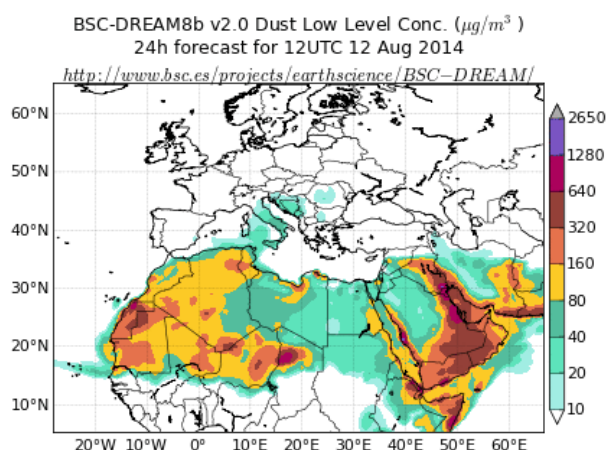 BSC-DREAM8b v2.0 Dust Low Level Conc. (μg/m³ )
24h forecast for 12UTC 12 Aug 2014
http://www.bsc.es/projects/earthscience/BSC−DREAM/
60°N
50°N
40°N
30°N
20°N
10°N
20°W 10°W 0° 10°E 20°E 30°E 40°E 50°E 60°E
2650
1280
640
320
160
80
40
20
10